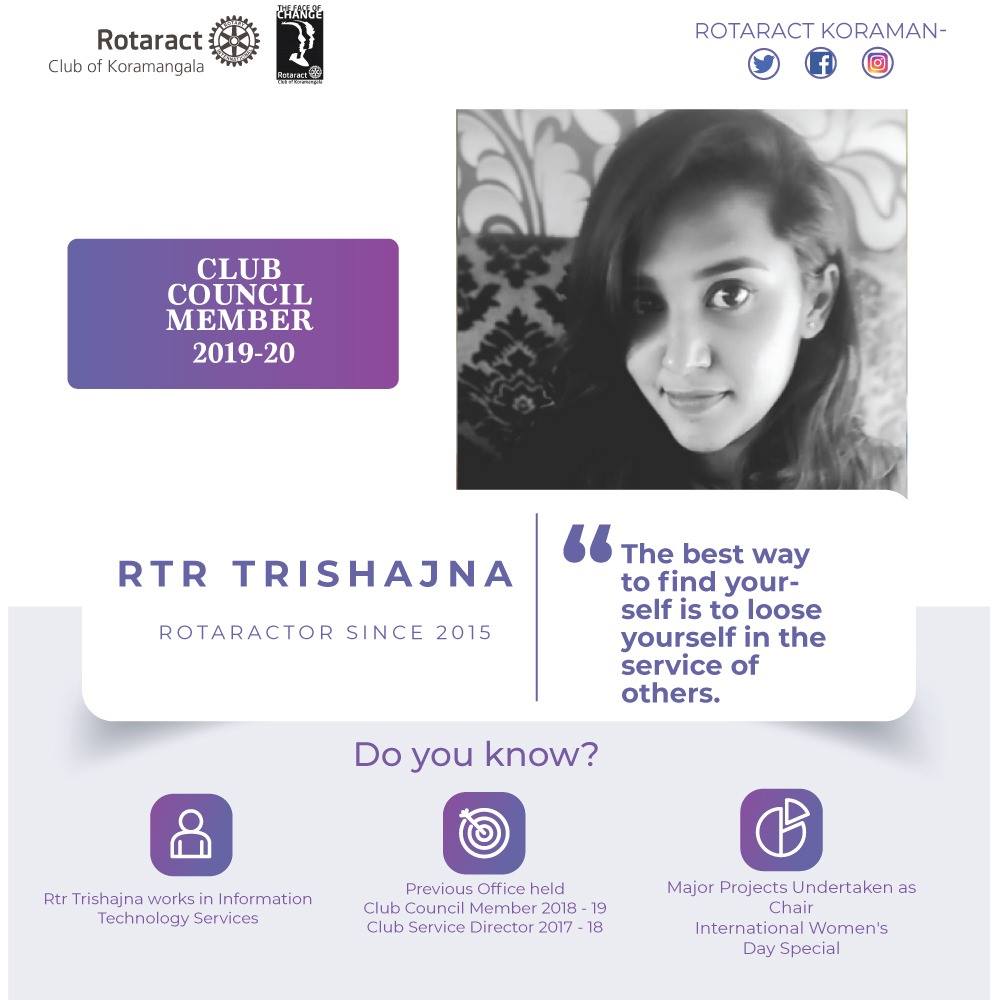 Rotaract
Club of Koramangala
THE FACE OF
CHANGE
Rotaract
Club of Koramangala
ROTARACT KORAMAN-
CLUB
COUNCIL
MEMBER
2019-20
RTR TRISHAJNA
ROTARACTOR SINCE 2015
“The best way
to find your-
self is to loose
yourself in the
service of
others.
Do you know?
Rtr Trishajna works in Information
Technology Services
Previous Office held
Club Council Member 2018 - 19
Club Service Director 2017 - 18
Major Projects Undertaken as
Chair
International Women's
Day Special